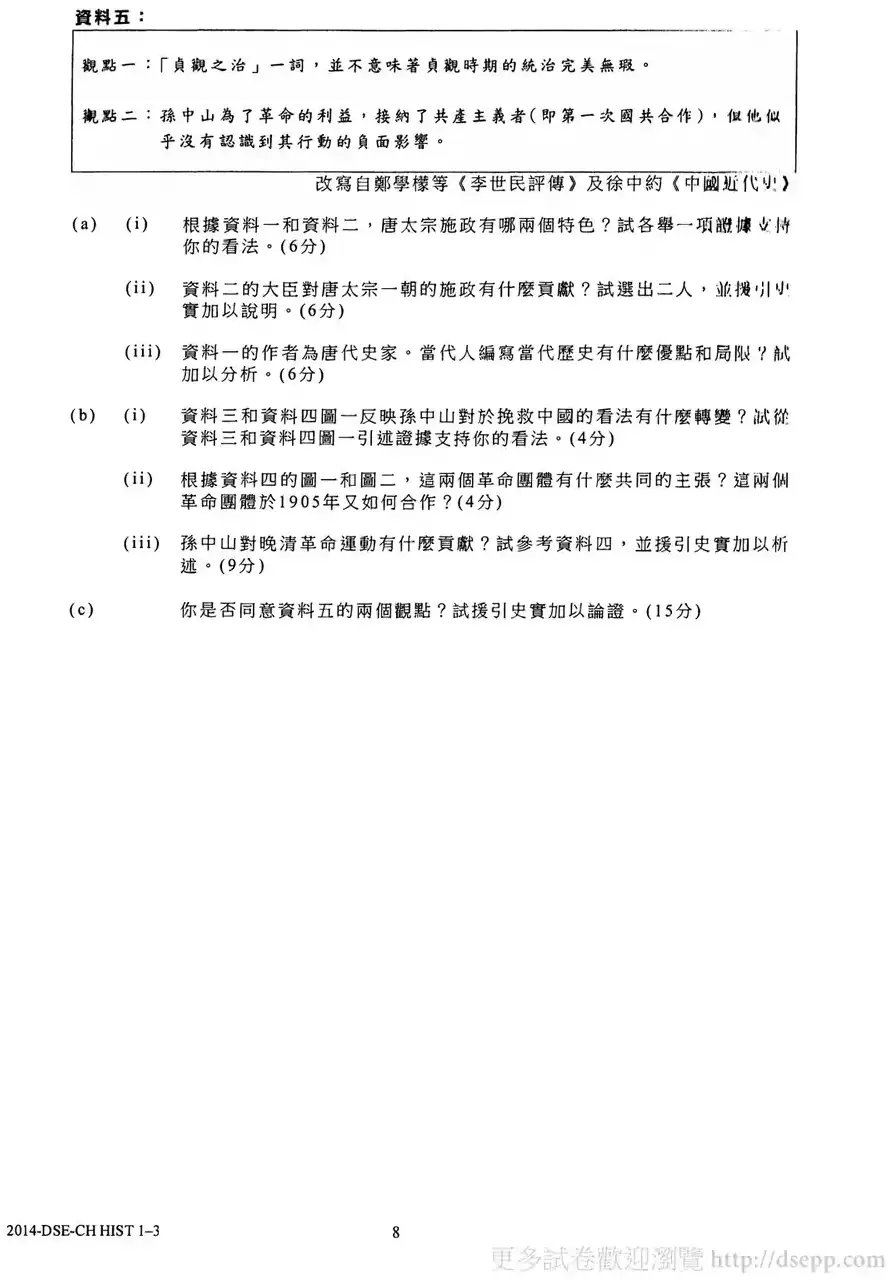 資料五：
觀點一：「貞觀之治」一詞，並不意味着貞觀時期的統治完美無瑕。
觀點二：孫中山為了革命的利益，接納了共產主義者(即第一次國共合作)，但他似
乎沒有認識到其行動的負面影響。
改寫自鄭學檬等《李世民評傳》及徐中約《中國近代史》
(a) (i) 根據資料一和資料二，唐太宗施政有哪兩個特色？試各舉一項證據支持
你的看法。(6分)
(ii) 資料二的大臣對唐太宗一朝的施政有什麼貢獻？試選出二人，並援引史
實加以說明。(6分)
(iii) 資料一的作者為唐代史家。當代人編寫當代歷史有什麼優點和局限？試
加以分析。(6分)
(b) (i) 資料三和資料四圖一反映孫中山對於挽救中國的看法有什麼轉變？試從
資料三和資料四圖一引述證據支持你的看法。(4分)
(ii) 根據資料四的圖一和圖二，這兩個革命團體有什麼共同的主張？這兩個
革命團體於1905年又如何合作？(4分)
(iii) 孫中山對晚清革命運動有什麼貢獻？試參考資料四，並援引史實加以析
述。(9分)
(c) 你是否同意資料五的兩個觀點？試援引史實加以論證。(15分)
2014-DSE-CH HIST 1–3
8
更多試卷歡迎瀏覽 http://dsepp.com